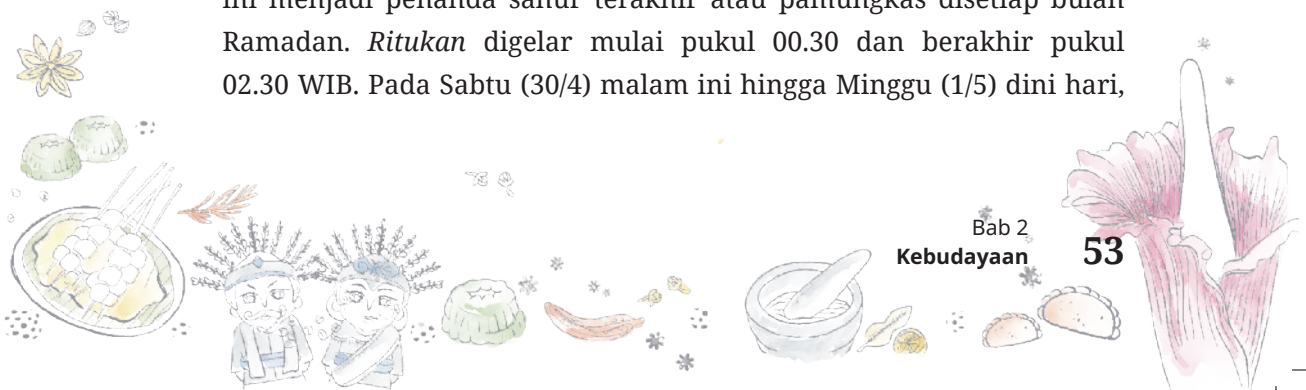 ini menjadi penanda sahur terakhir atau pamungkas disetiap bulan
Ramadan. Ritukan digelar mulai pukul 00.30 dan berakhir pukul
02.30 WIB. Pada Sabtu (30/4) malam ini hingga Minggu (1/5) dini hari,
Bab 2
Kebudayaan
53